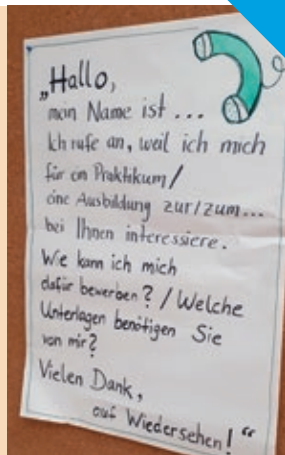 „Hallo,
mein Name ist ...
Ich rufe an, weil ich mich
für ein Praktikum/
eine Ausbildung zur/zum...
bei Ihnen interessiere.
Wie kann ich mich
dafür bewerben? / Welche
Unterlagen benötigen Sie
von mir?
Vielen Dank,
auf Wiedersehen!“